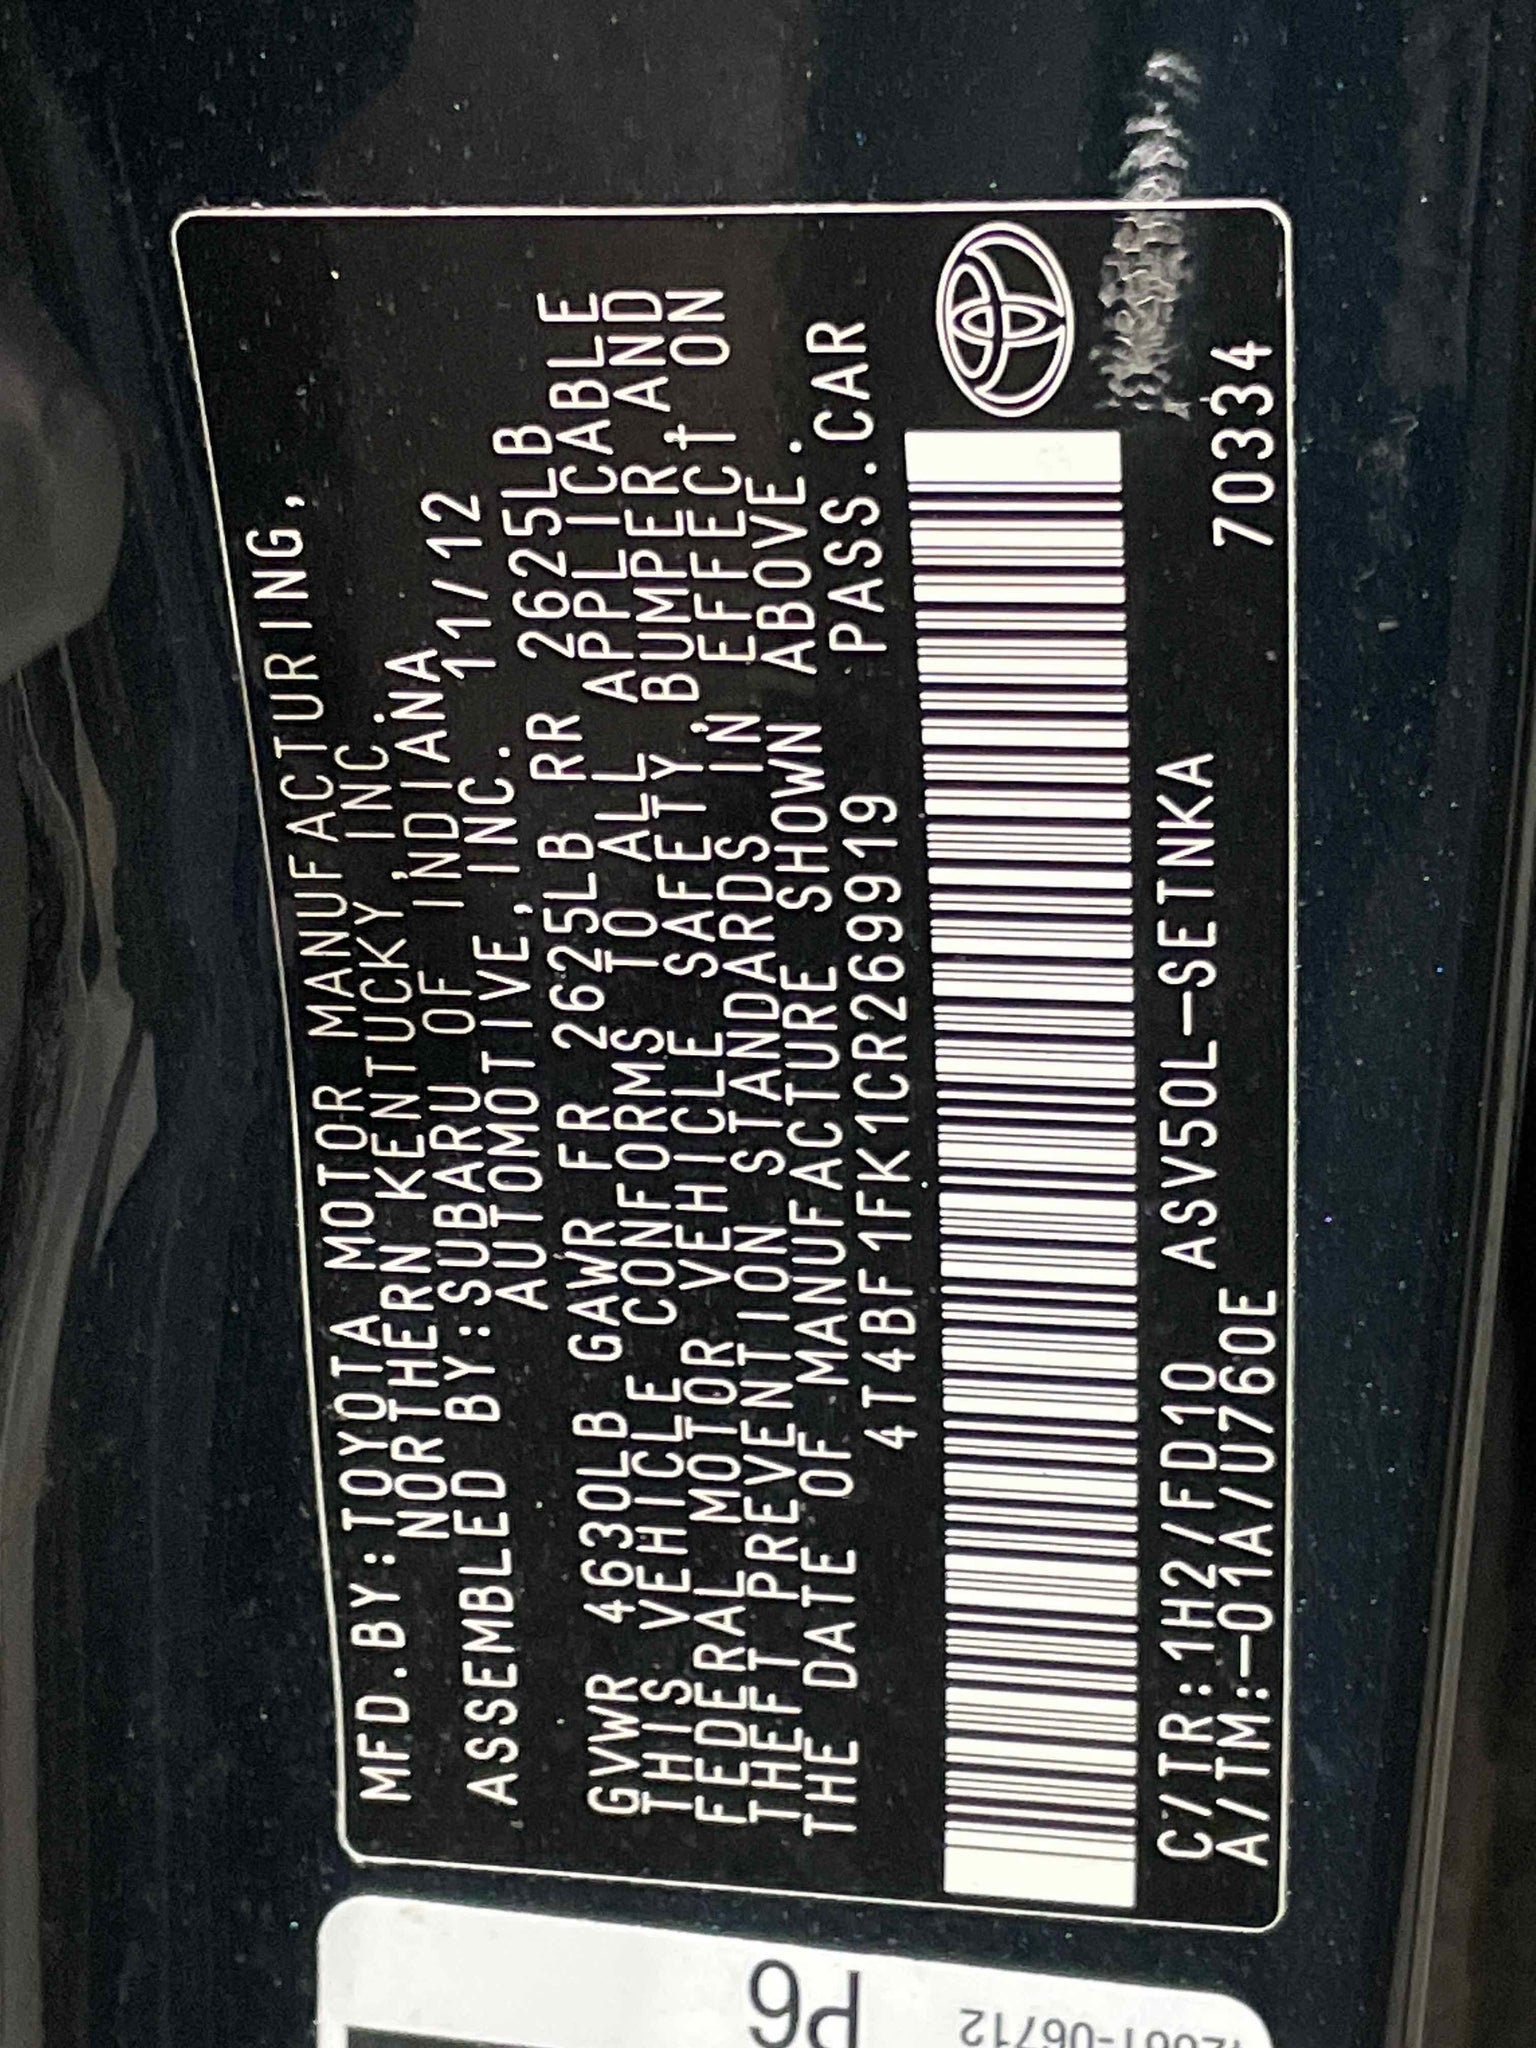 MFD.BY:TOYOTA MOTOR MANUFACTURING,
NORTHERN KENTUCKY, INC.
ASSEMBLED BY:SUBARU OF INDIANA
AUTOMOTIVE, INC. 11/12
GVWR 4630LB GAWR FR 2625LB RR 2625LB
THIS VEHICLE CONFORMS TO ALL APPLICABLE
FEDERAL MOTOR VEHICLE SAFETY,BUMPER AND
THEFT PREVENTION STANDARDS IN EFFECT ON
THE DATE OF MANUFACTURE SHOWN ABOVE.
4T4BF1FK1CR269919 PASS.CAR
C/TR:1H2/FD10 ASV50L-SETNKA 70334
A/TM:-01A/U760E
P6